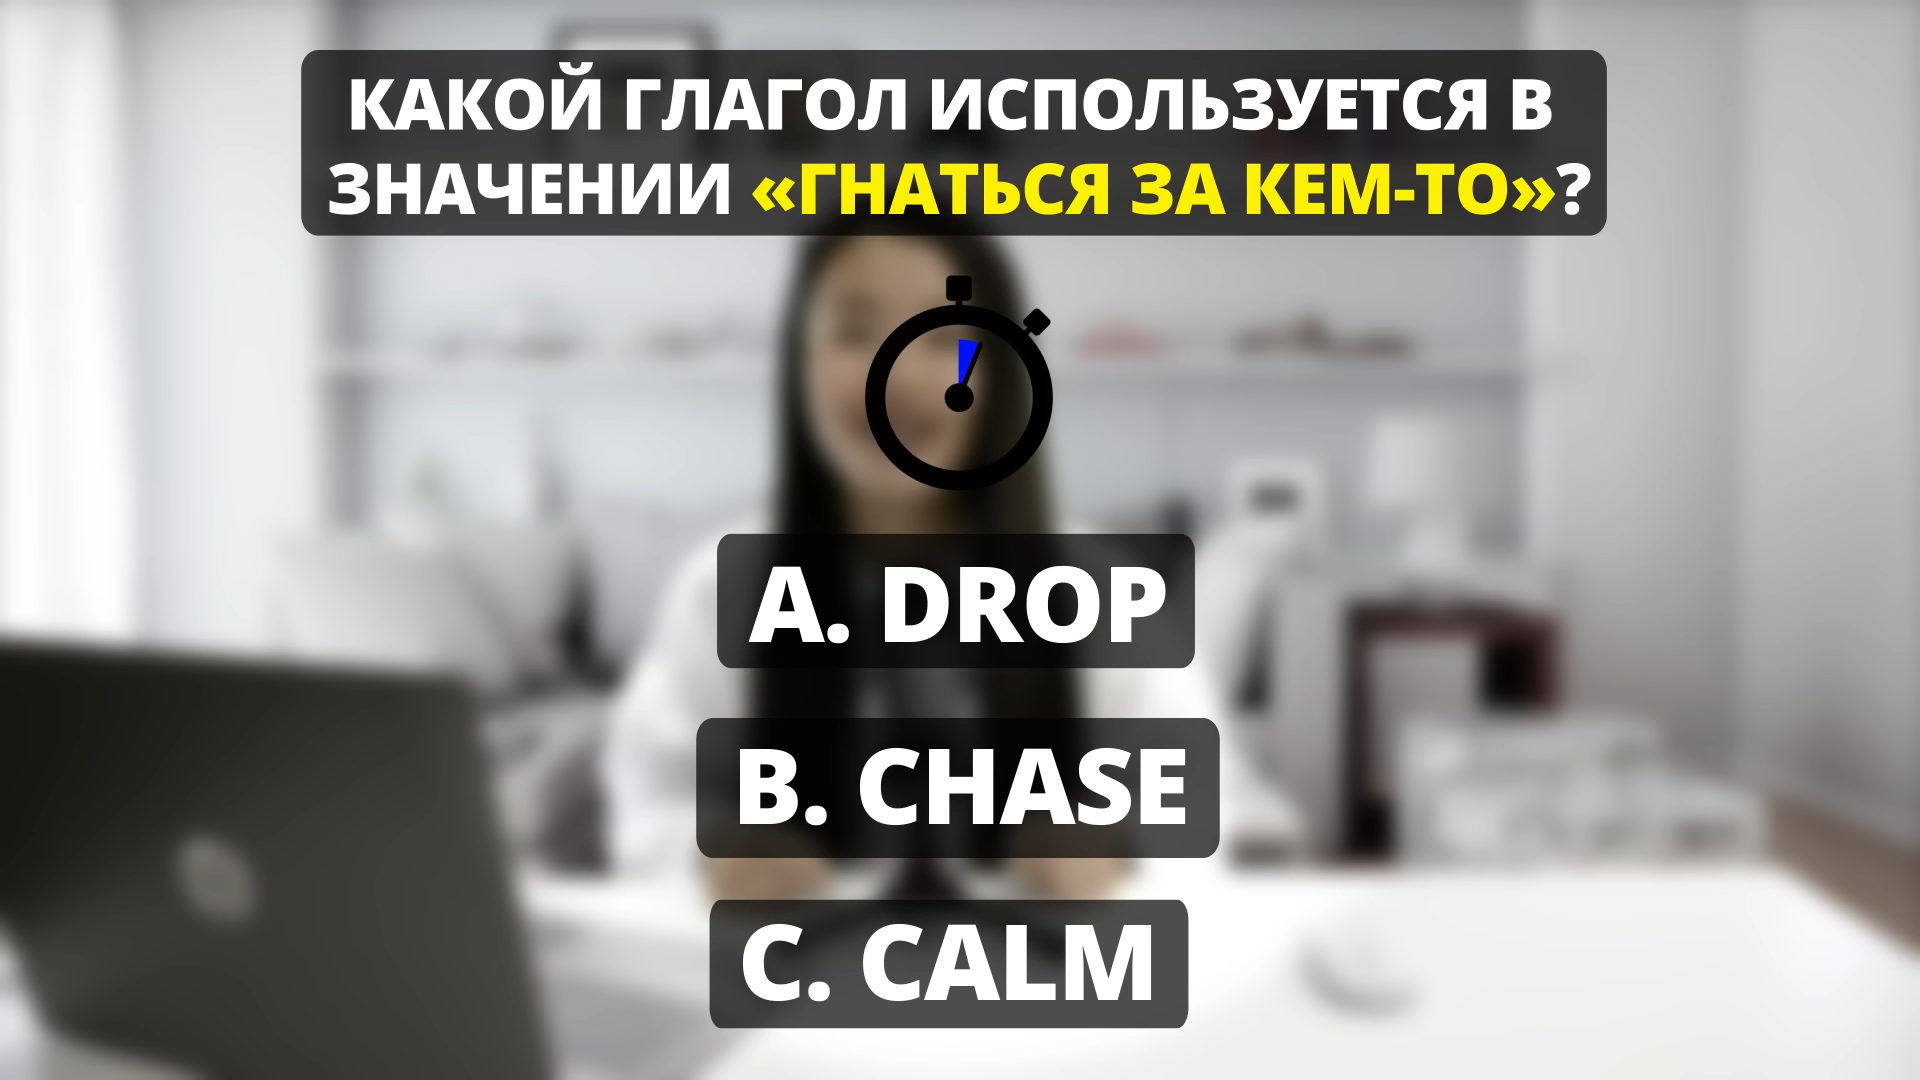 КАКОЙ ГЛАГОЛ ИСПОЛЬЗУЕТСЯ В
ЗНАЧЕНИИ «ГНАТЬСЯ ЗА КЕМ-ТО»?
A. DROP
B. CHASE
C. CALM